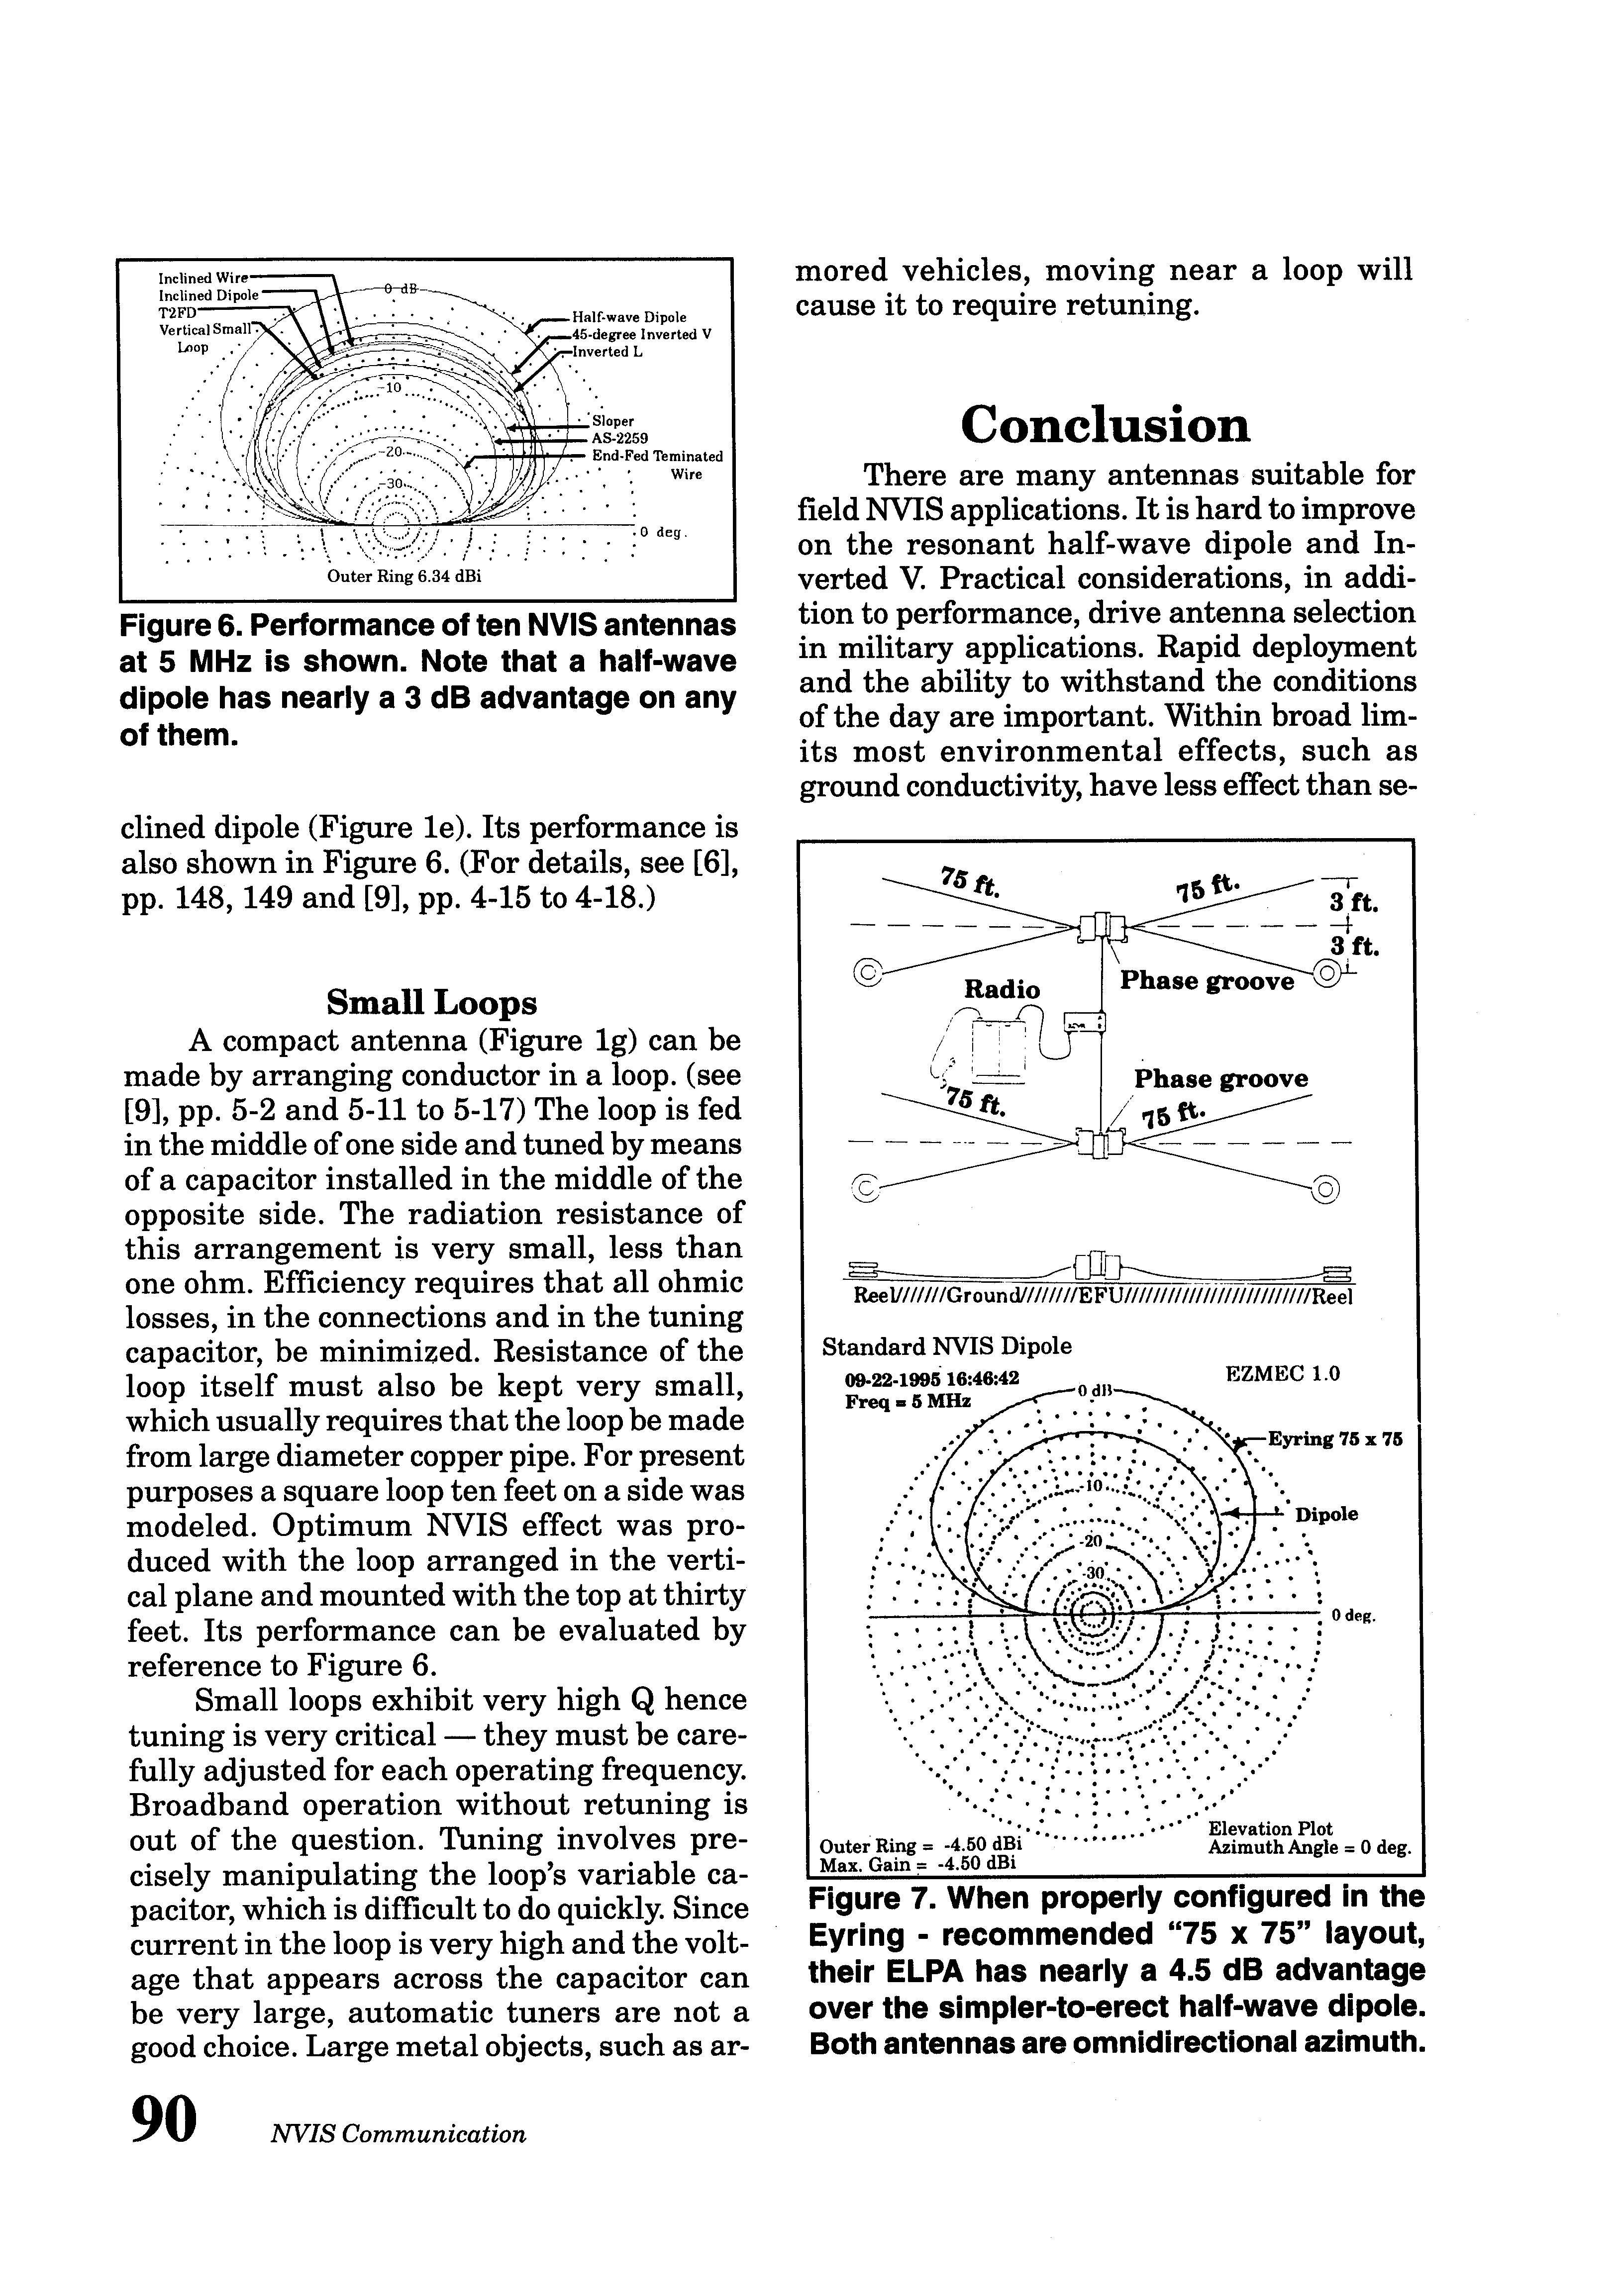 Inclined Wire
Inclined Dipole
T2FD
Vertical Small
Loop
0 dB
Half-wave Dipole
45-degree Inverted V
Inverted L
-10
Sloper
AS-2259
-20
End-Fed Teminated
Wire
-30
0 deg.
Outer Ring 6.34 dBi
Figure 6. Performance of ten NVIS antennas
at 5 MHz is shown. Note that a half-wave
dipole has nearly a 3 dB advantage on any
of them.
clined dipole (Figure 1e). Its performance is
also shown in Figure 6. (For details, see [6],
pp. 148, 149 and [9], pp. 4-15 to 4-18.)
Small Loops
A compact antenna (Figure 1g) can be
made by arranging conductor in a loop. (see
[9], pp. 5-2 and 5-11 to 5-17) The loop is fed
in the middle of one side and tuned by means
of a capacitor installed in the middle of the
opposite side. The radiation resistance of
this arrangement is very small, less than
one ohm. Efficiency requires that all ohmic
losses, in the connections and in the tuning
capacitor, be minimized. Resistance of the
loop itself must also be kept very small,
which usually requires that the loop be made
from large diameter copper pipe. For present
purposes a square loop ten feet on a side was
modeled. Optimum NVIS effect was pro-
duced with the loop arranged in the verti-
cal plane and mounted with the top at thirty
feet. Its performance can be evaluated by
reference to Figure 6.
Small loops exhibit very high Q hence
tuning is very critical — they must be care-
fully adjusted for each operating frequency.
Broadband operation without retuning is
out of the question. Tuning involves pre-
cisely manipulating the loop's variable ca-
pacitor, which is difficult to do quickly. Since
current in the loop is very high and the volt-
age that appears across the capacitor can
be very large, automatic tuners are not a
good choice. Large metal objects, such as ar-
mored vehicles, moving near a loop will
cause it to require retuning.
Conclusion
There are many antennas suitable for
field NVIS applications. It is hard to improve
on the resonant half-wave dipole and In-
verted V. Practical considerations, in addi-
tion to performance, drive antenna selection
in military applications. Rapid deployment
and the ability to withstand the conditions
of the day are important. Within broad lim-
its most environmental effects, such as
ground conductivity, have less effect than se-
75 ft.
75 ft.
3 ft.
3 ft.
Radio
Phase groove
Phase groove
75 ft.
75 ft.
Reel///////Ground////////EFU//////////////////////////Reel
Standard NVIS Dipole
09-22-1995 16:46:42
EZMEC 1.0
Freq = 5 MHz
0 dB
Eyring 75 x 75
-10
Dipole
-20
-30
0 deg.
Elevation Plot
Outer Ring = -4.50 dBi
Azimuth Angle = 0 deg.
Max. Gain = -4.50 dBi
Figure 7. When properly configured in the
Eyring - recommended “75 x 75” layout,
their ELPA has nearly a 4.5 dB advantage
over the simpler-to-erect half-wave dipole.
Both antennas are omnidirectional azimuth.
90
NVIS Communication